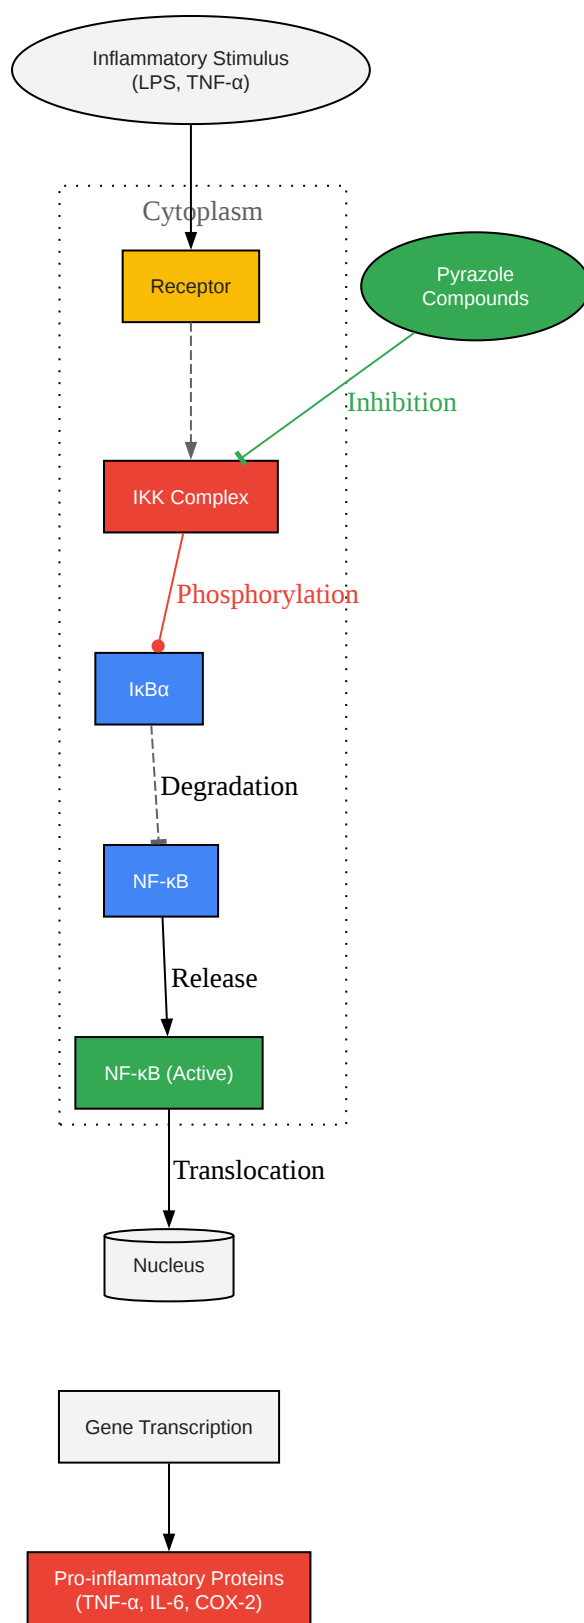 Inflammatory Stimulus
(LPS, TNF-α)
Cytoplasm
Receptor
Pyrazole
Compounds
Inhibition
IKK Complex
Phosphorylation
IκBα
Degradation
NF-κB
Release
NF-κB (Active)
Translocation
Nucleus
Gene Transcription
Pro-inflammatory Proteins
(TNF-α, IL-6, COX-2)